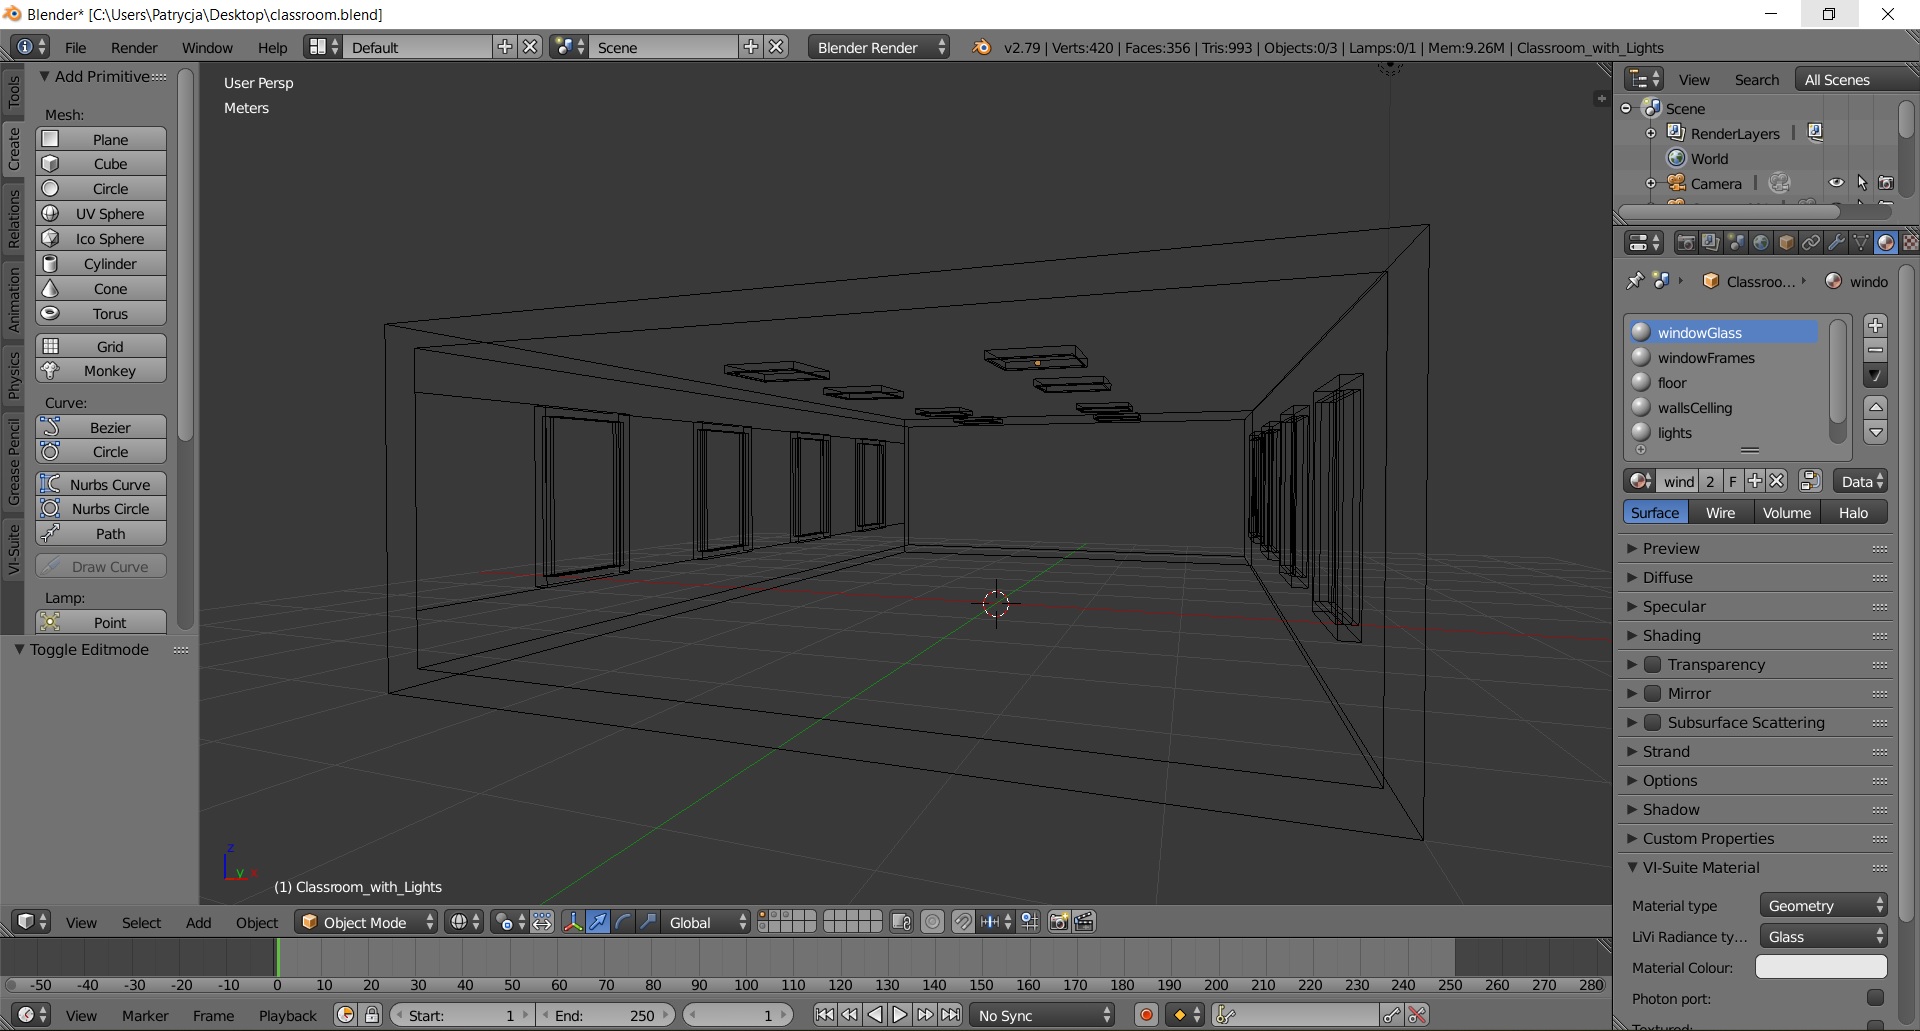 Blender* [C:\Users\Patrycja\Desktop\classroom.blend]
File Render Window Help Default Scene Blender Render v2.79 | Verts:420 | Faces:356 | Tris:993 | Objects:0/3 | Lamps:0/1 | Mem:9.26M | Classroom_with_Lights
Tools
Create
Relations
Animation
Physics
Grease Pencil
VI-Suite
Add Primitive
Mesh:
Plane
Cube
Circle
UV Sphere
Ico Sphere
Cylinder
Cone
Torus
Grid
Monkey
Curve:
Bezier
Circle
Nurbs Curve
Nurbs Circle
Path
Draw Curve
Lamp:
Point
Toggle Editmode
User Persp
Meters
z
y x
(1) Classroom_with_Lights
View Select Add Object Object Mode Global
-50 -40 -30 -20 -10 0 10 20 30 40 50 60 70 80 90 100 110 120 130 140 150 160 170 180 190 200 210 220 230 240 250 260 270 280
View Marker Frame Playback Start: 1 End: 250 1 No Sync
View Search All Scenes
Scene
RenderLayers
World
Camera
Classroo... windo
windowGlass
windowFrames
floor
wallsCelling
lights
wind 2 F Data
Surface Wire Volume Halo
Preview
Diffuse
Specular
Shading
Transparency
Mirror
Subsurface Scattering
Strand
Options
Shadow
Custom Properties
VI-Suite Material
Material type Geometry
LiVi Radiance ty... Glass
Material Colour:
Photon port: